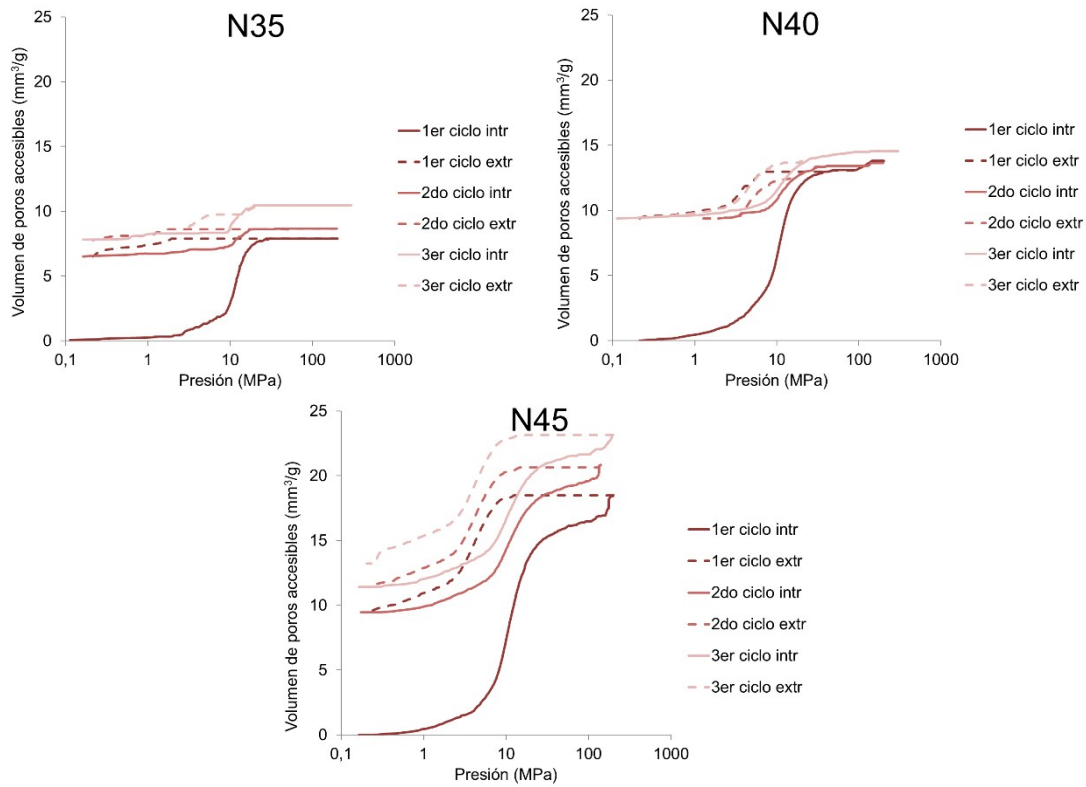 N35
Volumen de poros accesibles (mm³/g)
25
20
15
10
5
0
0,1 1 10 100 1000
Presión (MPa)
1er ciclo intr
1er ciclo extr
2do ciclo intr
2do ciclo extr
3er ciclo intr
3er ciclo extr
N40
Volumen de poros accesibles (mm³/g)
25
20
15
10
5
0
0,1 1 10 100 1000
Presión (MPa)
1er ciclo intr
1er ciclo extr
2do ciclo intr
2do ciclo extr
3er ciclo intr
3er ciclo extr
N45
Volumen de poros accesibles (mm³/g)
25
20
15
10
5
0
0,1 1 10 100 1000
Presión (MPa)
1er ciclo intr
1er ciclo extr
2do ciclo intr
2do ciclo extr
3er ciclo intr
3er ciclo extr